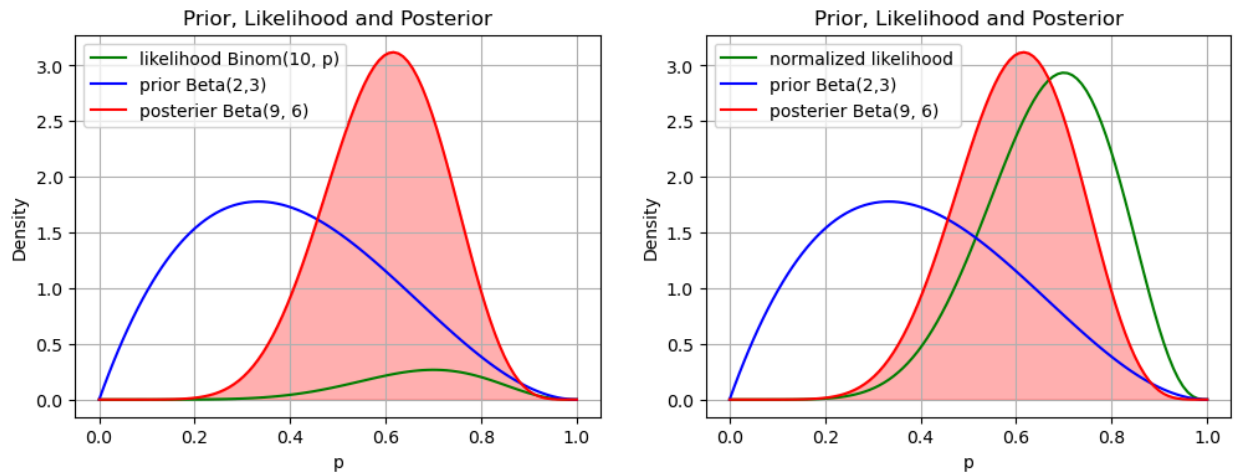 Prior, Likelihood and Posterior
likelihood Binom(10, p)
prior Beta(2,3)
posterier Beta(9, 6)
Density
3.0
2.5
2.0
1.5
1.0
0.5
0.0
0.0 0.2 0.4 0.6 0.8 1.0
p
Prior, Likelihood and Posterior
normalized likelihood
prior Beta(2,3)
posterier Beta(9, 6)
Density
3.0
2.5
2.0
1.5
1.0
0.5
0.0
0.0 0.2 0.4 0.6 0.8 1.0
p